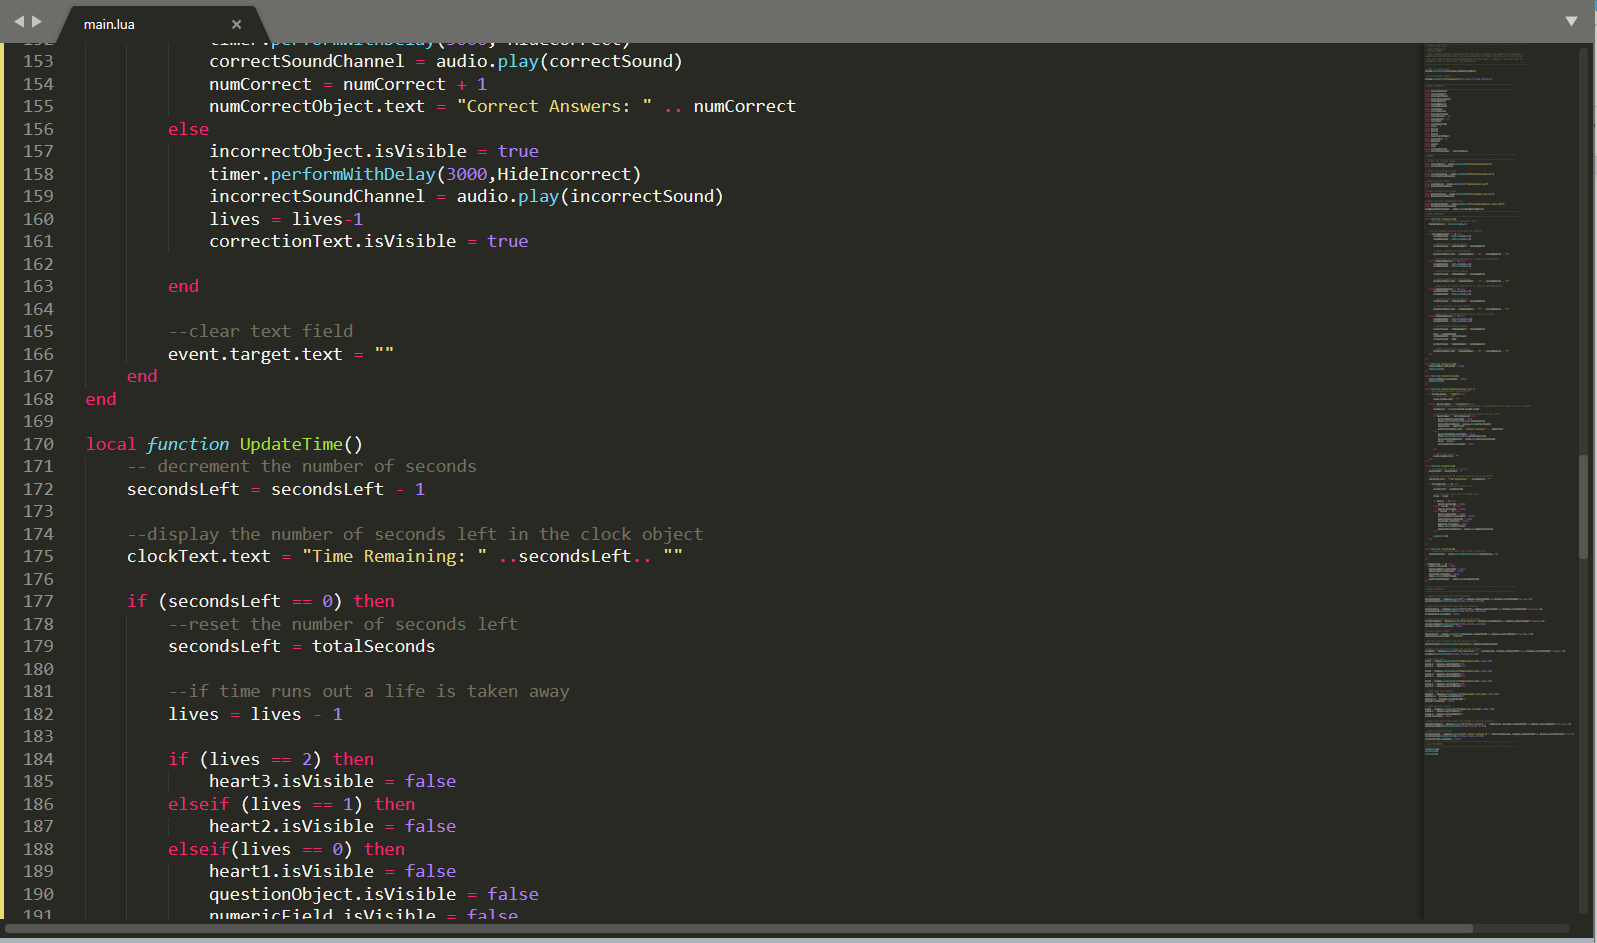 main.lua
152 timer.performWithDelay(3000, HideCorrect)
153 correctSoundChannel = audio.play(correctSound)
154 numCorrect = numCorrect + 1
155 numCorrectObject.text = "Correct Answers: " .. numCorrect
156 else
157 incorrectObject.isVisible = true
158 timer.performWithDelay(3000,HideIncorrect)
159 incorrectSoundChannel = audio.play(incorrectSound)
160 lives = lives-1
161 correctionText.isVisible = true
162
163 end
164
165 --clear text field
166 event.target.text = ""
167 end
168 end
169
170 local function UpdateTime()
171 -- decrement the number of seconds
172 secondsLeft = secondsLeft - 1
173
174 --display the number of seconds left in the clock object
175 clockText.text = "Time Remaining: " ..secondsLeft.. ""
176
177 if (secondsLeft == 0) then
178 --reset the number of seconds left
179 secondsLeft = totalSeconds
180
181 --if time runs out a life is taken away
182 lives = lives - 1
183
184 if (lives == 2) then
185 heart3.isVisible = false
186 elseif (lives == 1) then
187 heart2.isVisible = false
188 elseif(lives == 0) then
189 heart1.isVisible = false
190 questionObject.isVisible = false
191 numericField.isVisible = false